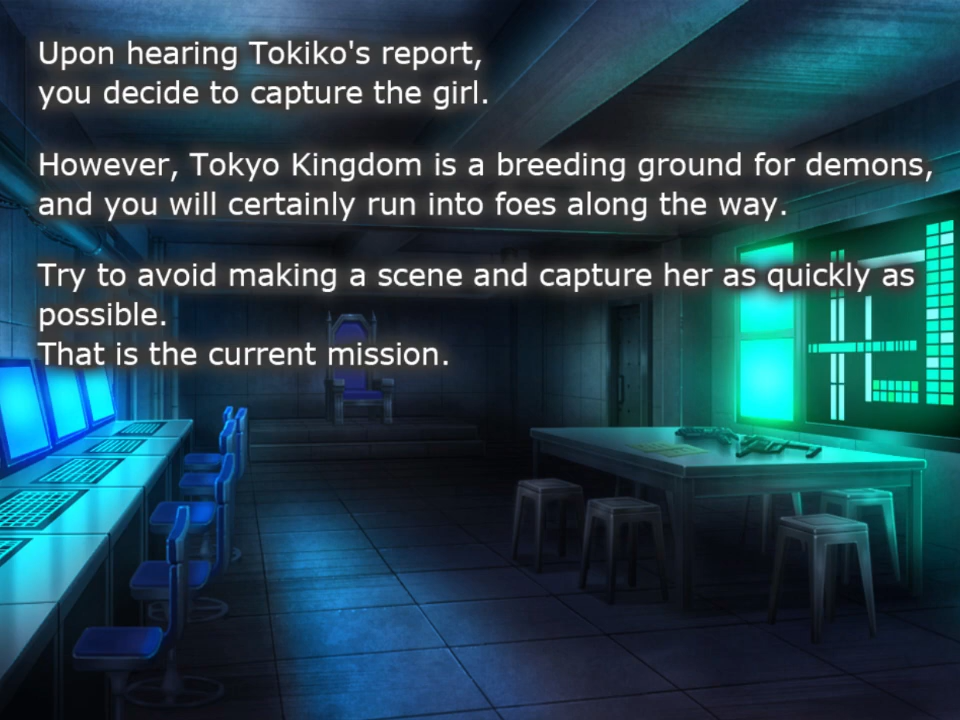 Upon hearing Tokiko's report,
you decide to capture the girl.
However, Tokyo Kingdom is a breeding ground for demons,
and you will certainly run into foes along the way.
Try to avoid making a scene and capture her as quickly as
possible.
That is the current mission.